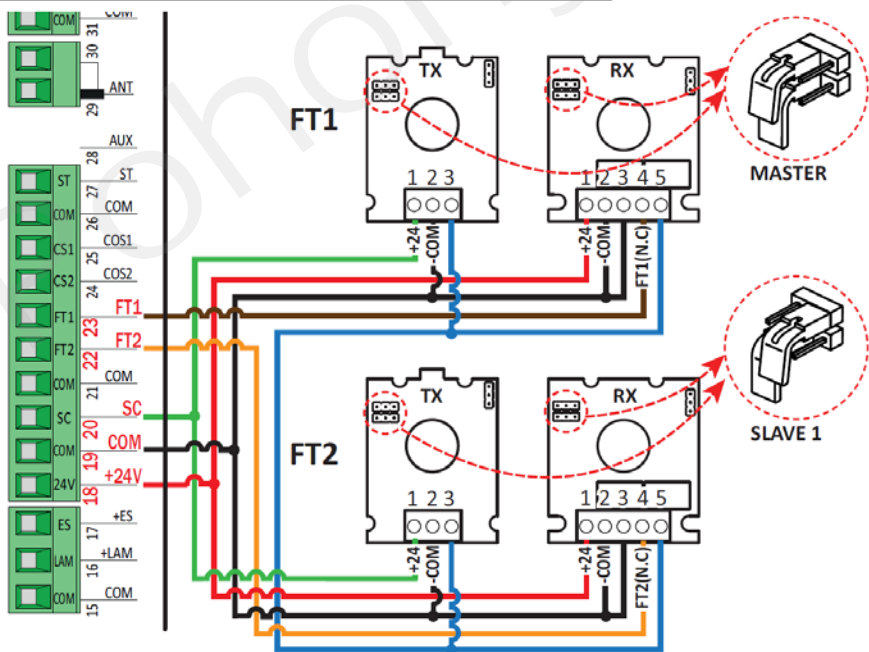 COM 31
30
ANT
29
AUX
28
ST ST
27
COM COM
26
CS1 COS1
25
CS2 COS2
24
FT1 FT1
23
FT2 FT2
22
COM COM
21
SC SC
20
COM COM
19
24V +24V
18
ES +ES
17
LAM +LAM
16
COM COM
15
FT1
TX
1 2 3
+24
-COM
RX
1 2 3 4 5
+24
-COM
FT1(N.C)
MASTER
FT2
TX
1 2 3
+24
-COM
RX
1 2 3 4 5
+24
-COM
FT2(N.C)
SLAVE 1